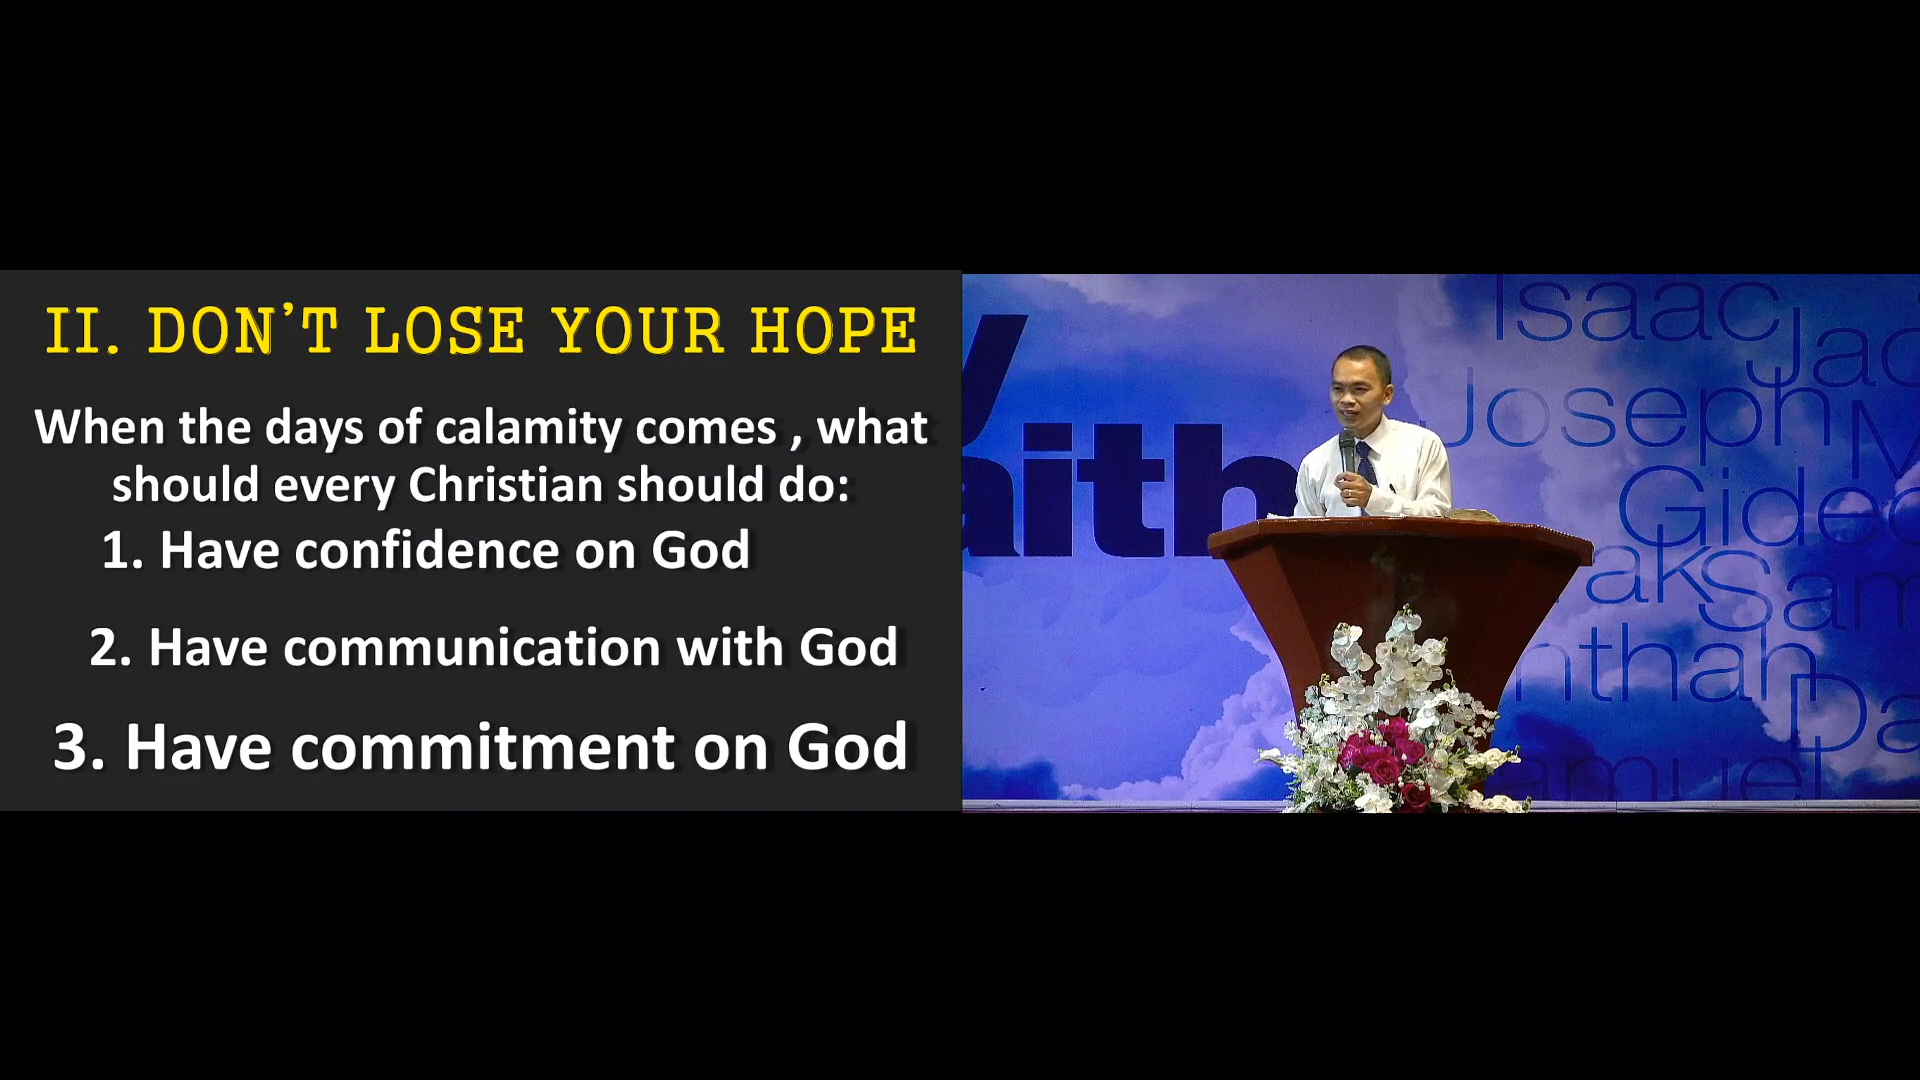 II. DON'T LOSE YOUR HOPE
When the days of calamity comes , what
should every Christian should do:
1. Have confidence on God
2. Have communication with God
3. Have commitment on God
Isaac
Joseph